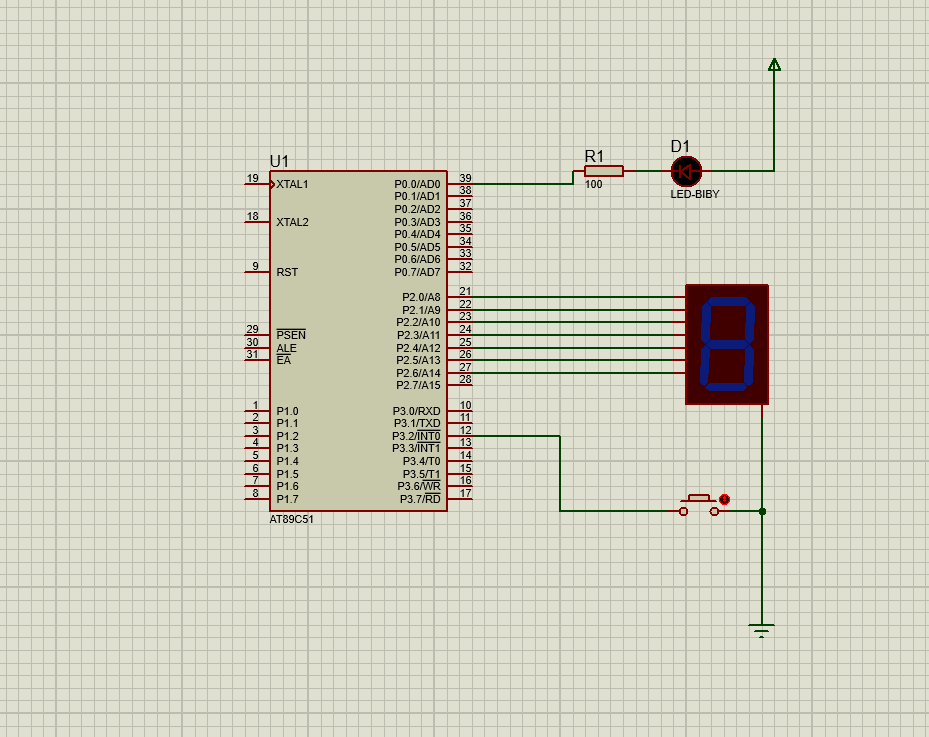 R1
100
D1
LED-BIBY
U1
19 XTAL1
18 XTAL2
9 RST
29 PSEN
30 ALE
31 EA
1 P1.0
2 P1.1
3 P1.2
4 P1.3
5 P1.4
6 P1.5
7 P1.6
8 P1.7
P0.0/AD0 39
P0.1/AD1 38
P0.2/AD2 37
P0.3/AD3 36
P0.4/AD4 35
P0.5/AD5 34
P0.6/AD6 33
P0.7/AD7 32
P2.0/A8 21
P2.1/A9 22
P2.2/A10 23
P2.3/A11 24
P2.4/A12 25
P2.5/A13 26
P2.6/A14 27
P2.7/A15 28
P3.0/RXD 10
P3.1/TXD 11
P3.2/INT0 12
P3.3/INT1 13
P3.4/T0 14
P3.5/T1 15
P3.6/WR 16
P3.7/RD 17
AT89C51